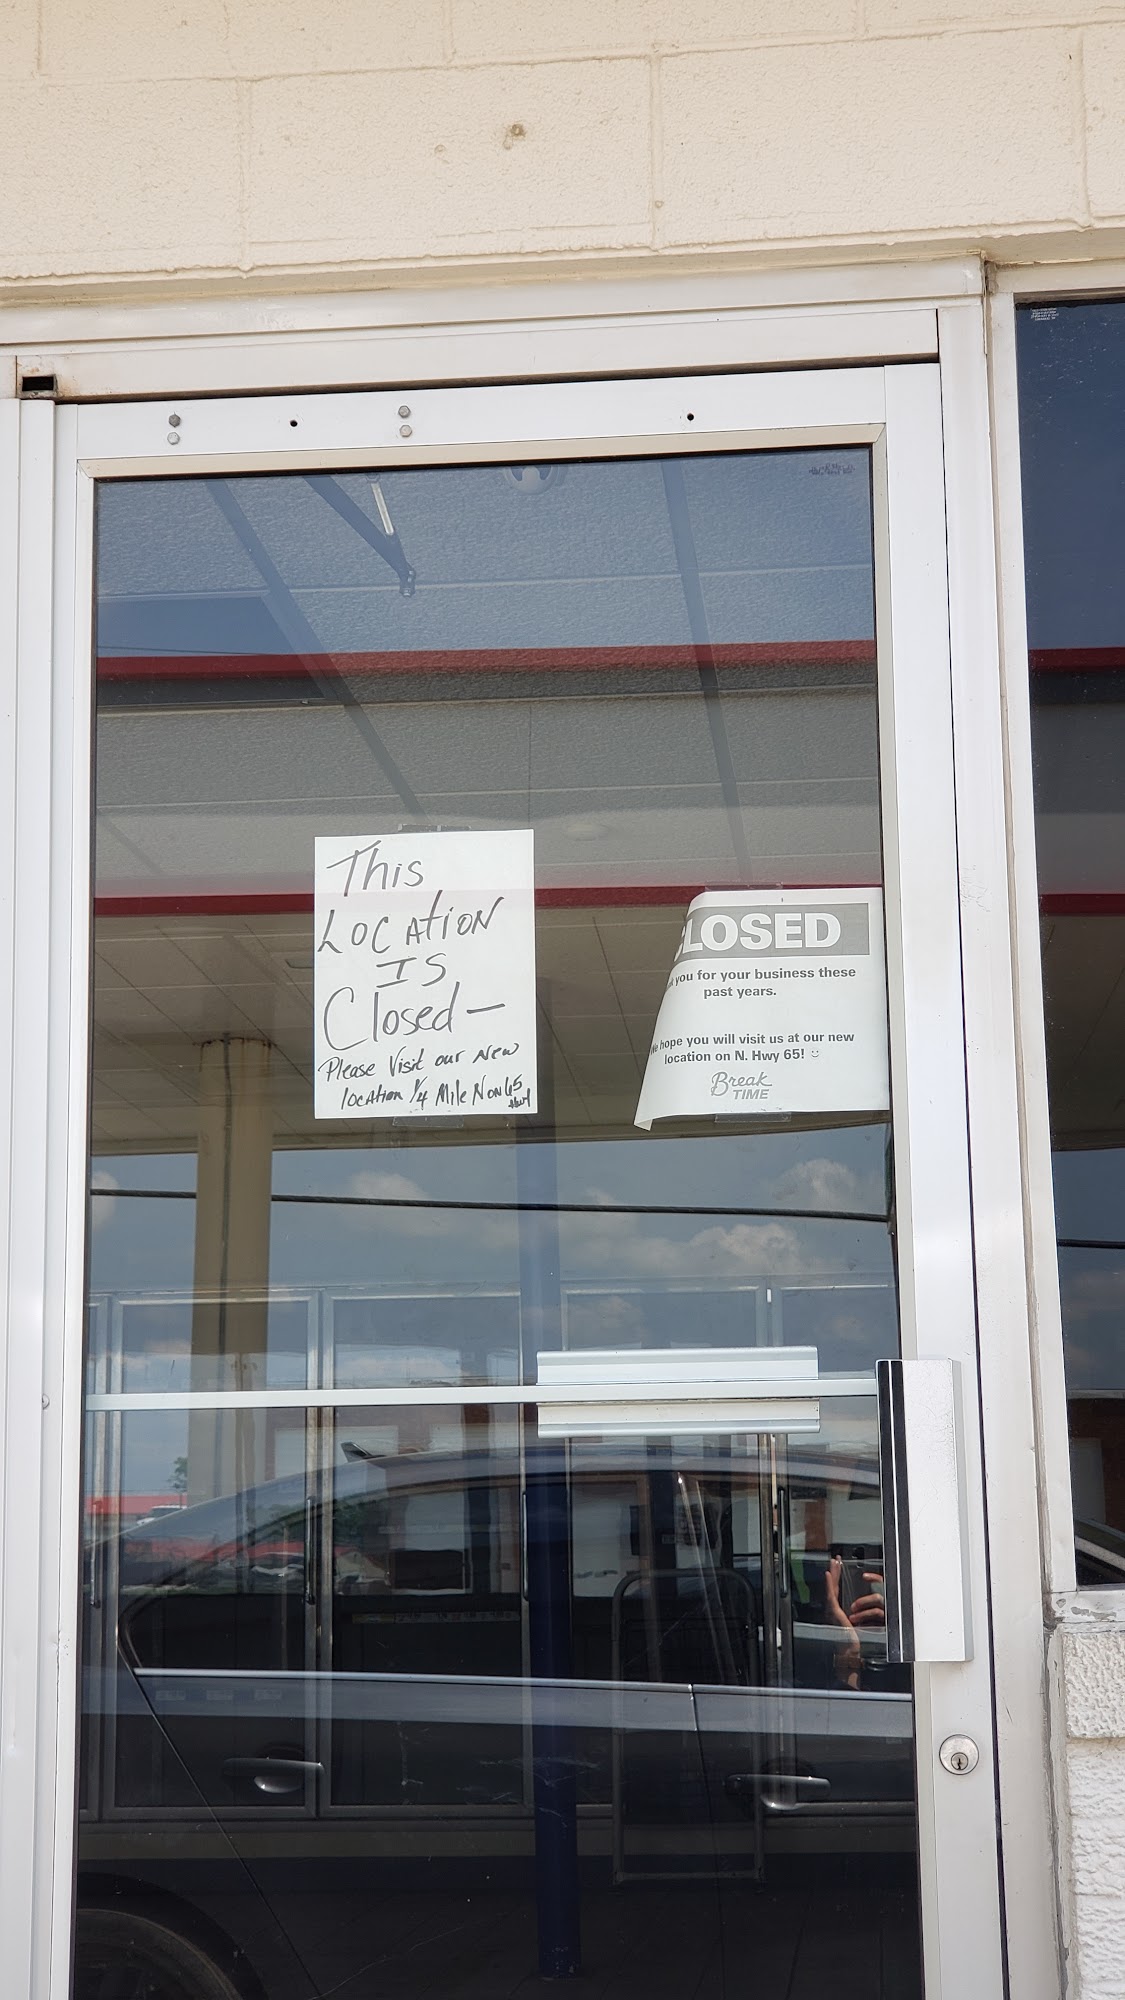 This
Location
Is
Closed —
Please Visit our New
location 1/4 Mile N on 65
CLOSED
you for your business these
past years.
hope you will visit us at our new
location on N. Hwy 65! ☺
Break
TIME